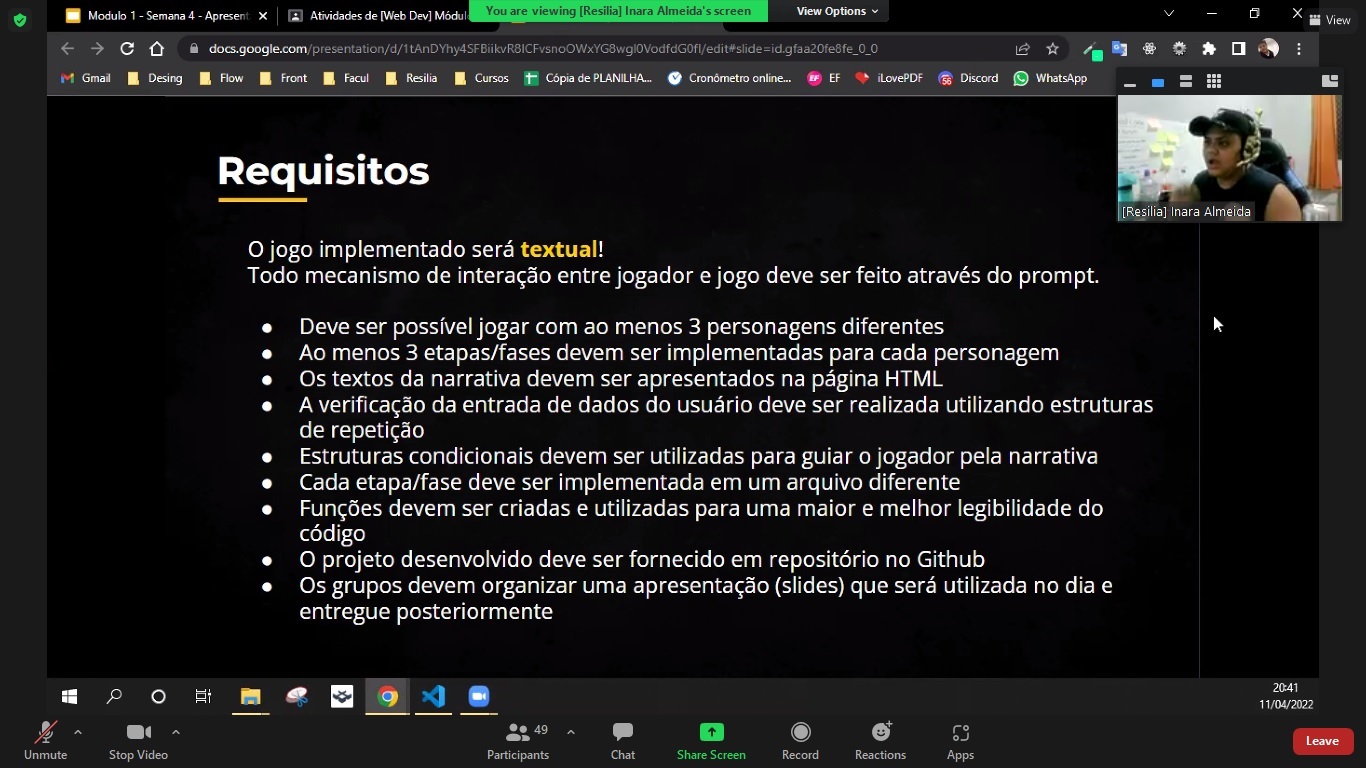 Modulo 1 - Semana 4 - Apresent
Atividades de [Web Dev] Módul
You are viewing [Resilia] Inara Almeida's screen
View Options
View
docs.google.com/presentation/d/1tAnDYhy4SFBiikvR8ICFvsnoOWxYG8wgl0VodfdG0fI/edit#slide=id.gfaa20fe8fe_0_0
Gmail
Desing
Flow
Front
Facul
Resilia
Cursos
Cópia de PLANILHA...
Cronômetro online...
EF
iLovePDF
56
Discord
WhatsApp
[Resilia] Inara Almeida
Requisitos
O jogo implementado será textual!
Todo mecanismo de interação entre jogador e jogo deve ser feito através do prompt.
● Deve ser possível jogar com ao menos 3 personagens diferentes
● Ao menos 3 etapas/fases devem ser implementadas para cada personagem
● Os textos da narrativa devem ser apresentados na página HTML
● A verificação da entrada de dados do usuário deve ser realizada utilizando estruturas
de repetição
● Estruturas condicionais devem ser utilizadas para guiar o jogador pela narrativa
● Cada etapa/fase deve ser implementada em um arquivo diferente
● Funções devem ser criadas e utilizadas para uma maior e melhor legibilidade do
código
● O projeto desenvolvido deve ser fornecido em repositório no Github
● Os grupos devem organizar uma apresentação (slides) que será utilizada no dia e
entregue posteriormente
20:41
11/04/2022
Unmute
Stop Video
49
Participants
Chat
Share Screen
Record
Reactions
Apps
Leave